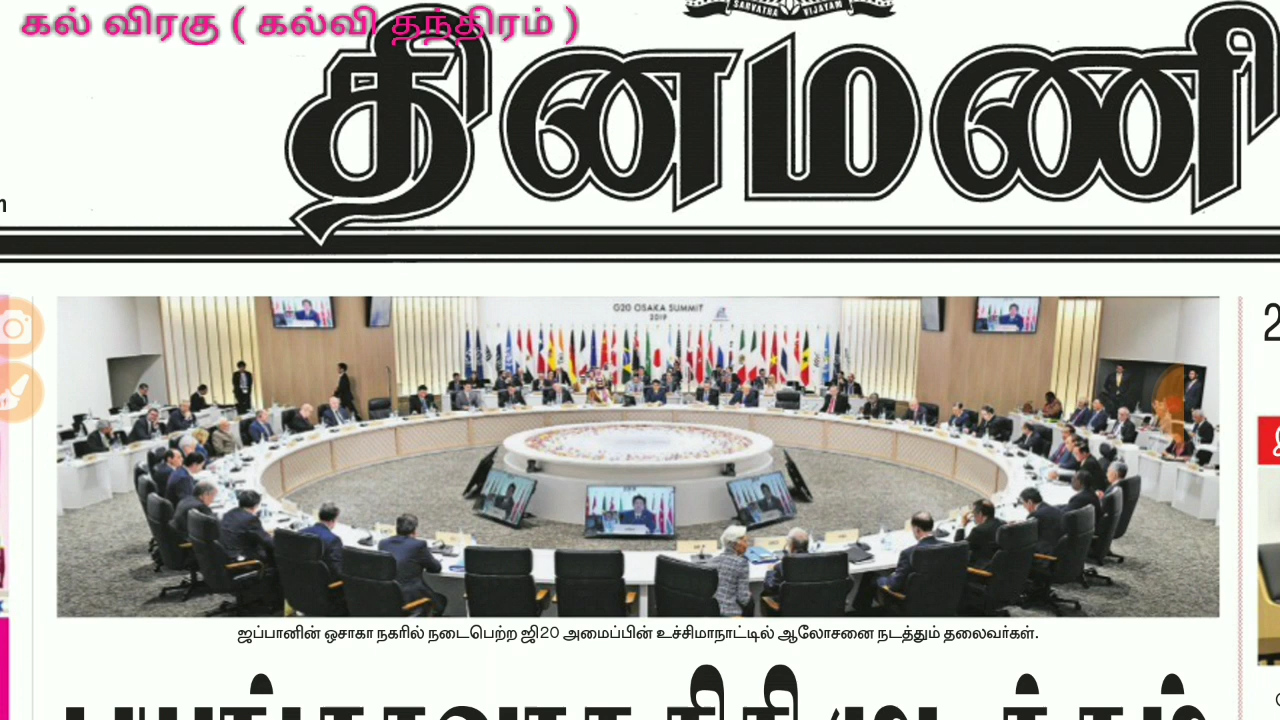 கல் விரகு ( கல்வி தந்திரம் )
SARVATRA VIJAYAM
தினமணி
G20 OSAKA SUMMIT
2019
ஜப்பானின் ஒசாகா நகரில் நடைபெற்ற ஜி20 அமைப்பின் உச்சிமாநாட்டில் ஆலோசனை நடத்தும் தலைவர்கள்.